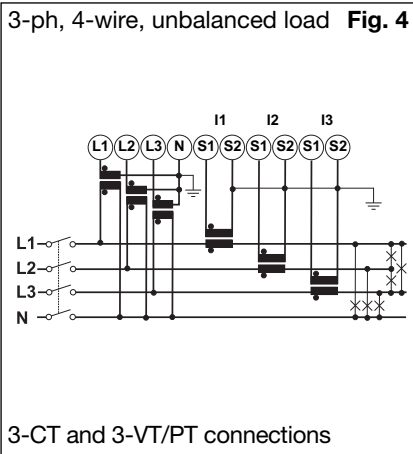 3-ph, 4-wire, unbalanced load Fig. 4
I1 I2 I3
L1 L2 L3 N S1 S2 S1 S2 S1 S2
L1
L2
L3
N
3-CT and 3-VT/PT connections